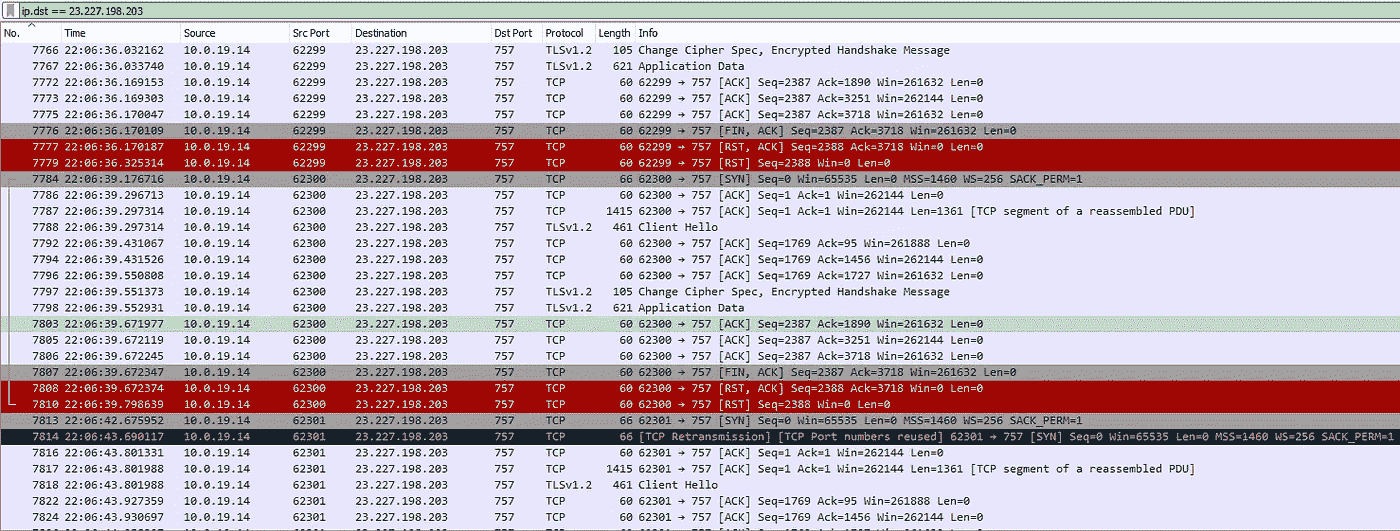 ip.dst == 23.227.198.203
No. Time Source Src Port Destination Dst Port Protocol Length Info
7766 22:06:36.032162 10.0.19.14 62299 23.227.198.203 757 TLSv1.2 105 Change Cipher Spec, Encrypted Handshake Message
7767 22:06:36.033740 10.0.19.14 62299 23.227.198.203 757 TLSv1.2 621 Application Data
7772 22:06:36.169153 10.0.19.14 62299 23.227.198.203 757 TCP 60 62299 → 757 [ACK] Seq=2387 Ack=1890 Win=261632 Len=0
7773 22:06:36.169303 10.0.19.14 62299 23.227.198.203 757 TCP 60 62299 → 757 [ACK] Seq=2387 Ack=3251 Win=262144 Len=0
7775 22:06:36.170047 10.0.19.14 62299 23.227.198.203 757 TCP 60 62299 → 757 [ACK] Seq=2387 Ack=3718 Win=261632 Len=0
7776 22:06:36.170109 10.0.19.14 62299 23.227.198.203 757 TCP 60 62299 → 757 [FIN, ACK] Seq=2387 Ack=3718 Win=261632 Len=0
7777 22:06:36.170187 10.0.19.14 62299 23.227.198.203 757 TCP 60 62299 → 757 [RST, ACK] Seq=2388 Ack=3718 Win=0 Len=0
7779 22:06:36.325314 10.0.19.14 62299 23.227.198.203 757 TCP 60 62299 → 757 [RST] Seq=2388 Win=0 Len=0
7784 22:06:39.176716 10.0.19.14 62300 23.227.198.203 757 TCP 66 62300 → 757 [SYN] Seq=0 Win=65535 Len=0 MSS=1460 WS=256 SACK_PERM=1
7786 22:06:39.296713 10.0.19.14 62300 23.227.198.203 757 TCP 60 62300 → 757 [ACK] Seq=1 Ack=1 Win=262144 Len=0
7787 22:06:39.297314 10.0.19.14 62300 23.227.198.203 757 TCP 1415 62300 → 757 [ACK] Seq=1 Ack=1 Win=262144 Len=1361 [TCP segment of a reassembled PDU]
7788 22:06:39.297314 10.0.19.14 62300 23.227.198.203 757 TLSv1.2 461 Client Hello
7792 22:06:39.431067 10.0.19.14 62300 23.227.198.203 757 TCP 60 62300 → 757 [ACK] Seq=1769 Ack=95 Win=261888 Len=0
7794 22:06:39.431526 10.0.19.14 62300 23.227.198.203 757 TCP 60 62300 → 757 [ACK] Seq=1769 Ack=1456 Win=262144 Len=0
7796 22:06:39.550808 10.0.19.14 62300 23.227.198.203 757 TCP 60 62300 → 757 [ACK] Seq=1769 Ack=1727 Win=261632 Len=0
7797 22:06:39.551373 10.0.19.14 62300 23.227.198.203 757 TLSv1.2 105 Change Cipher Spec, Encrypted Handshake Message
7798 22:06:39.552931 10.0.19.14 62300 23.227.198.203 757 TLSv1.2 621 Application Data
7803 22:06:39.671977 10.0.19.14 62300 23.227.198.203 757 TCP 60 62300 → 757 [ACK] Seq=2387 Ack=1890 Win=261632 Len=0
7805 22:06:39.672119 10.0.19.14 62300 23.227.198.203 757 TCP 60 62300 → 757 [ACK] Seq=2387 Ack=3251 Win=262144 Len=0
7806 22:06:39.672245 10.0.19.14 62300 23.227.198.203 757 TCP 60 62300 → 757 [ACK] Seq=2387 Ack=3718 Win=261632 Len=0
7807 22:06:39.672347 10.0.19.14 62300 23.227.198.203 757 TCP 60 62300 → 757 [FIN, ACK] Seq=2387 Ack=3718 Win=261632 Len=0
7808 22:06:39.672374 10.0.19.14 62300 23.227.198.203 757 TCP 60 62300 → 757 [RST, ACK] Seq=2388 Ack=3718 Win=0 Len=0
7810 22:06:39.798639 10.0.19.14 62300 23.227.198.203 757 TCP 60 62300 → 757 [RST] Seq=2388 Win=0 Len=0
7813 22:06:42.675952 10.0.19.14 62301 23.227.198.203 757 TCP 66 62301 → 757 [SYN] Seq=0 Win=65535 Len=0 MSS=1460 WS=256 SACK_PERM=1
7814 22:06:43.690117 10.0.19.14 62301 23.227.198.203 757 TCP 66 [TCP Retransmission] [TCP Port numbers reused] 62301 → 757 [SYN] Seq=0 Win=65535 Len=0 MSS=1460 WS=256 SACK_PERM=1
7816 22:06:43.801331 10.0.19.14 62301 23.227.198.203 757 TCP 60 62301 → 757 [ACK] Seq=1 Ack=1 Win=262144 Len=0
7817 22:06:43.801988 10.0.19.14 62301 23.227.198.203 757 TCP 1415 62301 → 757 [ACK] Seq=1 Ack=1 Win=262144 Len=1361 [TCP segment of a reassembled PDU]
7818 22:06:43.801988 10.0.19.14 62301 23.227.198.203 757 TLSv1.2 461 Client Hello
7822 22:06:43.927359 10.0.19.14 62301 23.227.198.203 757 TCP 60 62301 → 757 [ACK] Seq=1769 Ack=95 Win=261888 Len=0
7824 22:06:43.930697 10.0.19.14 62301 23.227.198.203 757 TCP 60 62301 → 757 [ACK] Seq=1769 Ack=1456 Win=262144 Len=0